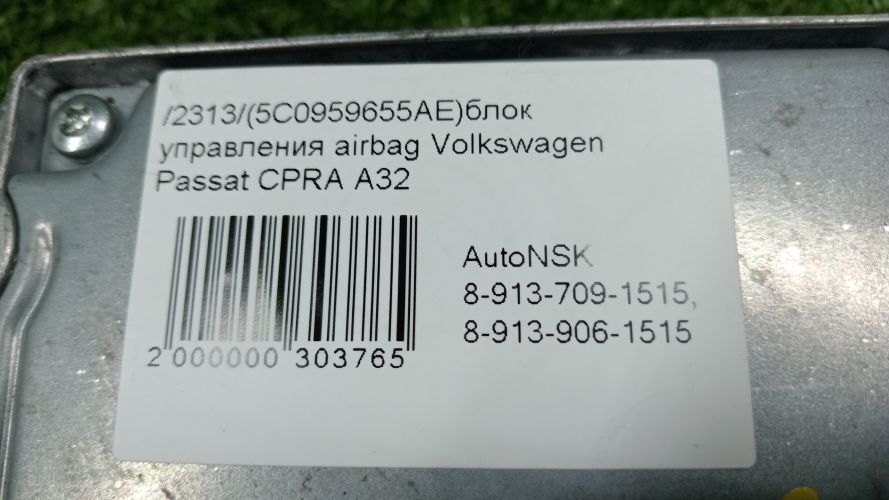 /2313/(5C0959655AE)блок
управления airbag Volkswagen
Passat CPRA A32
AutoNSK
8-913-709-1515,
8-913-906-1515
2 000000 303765